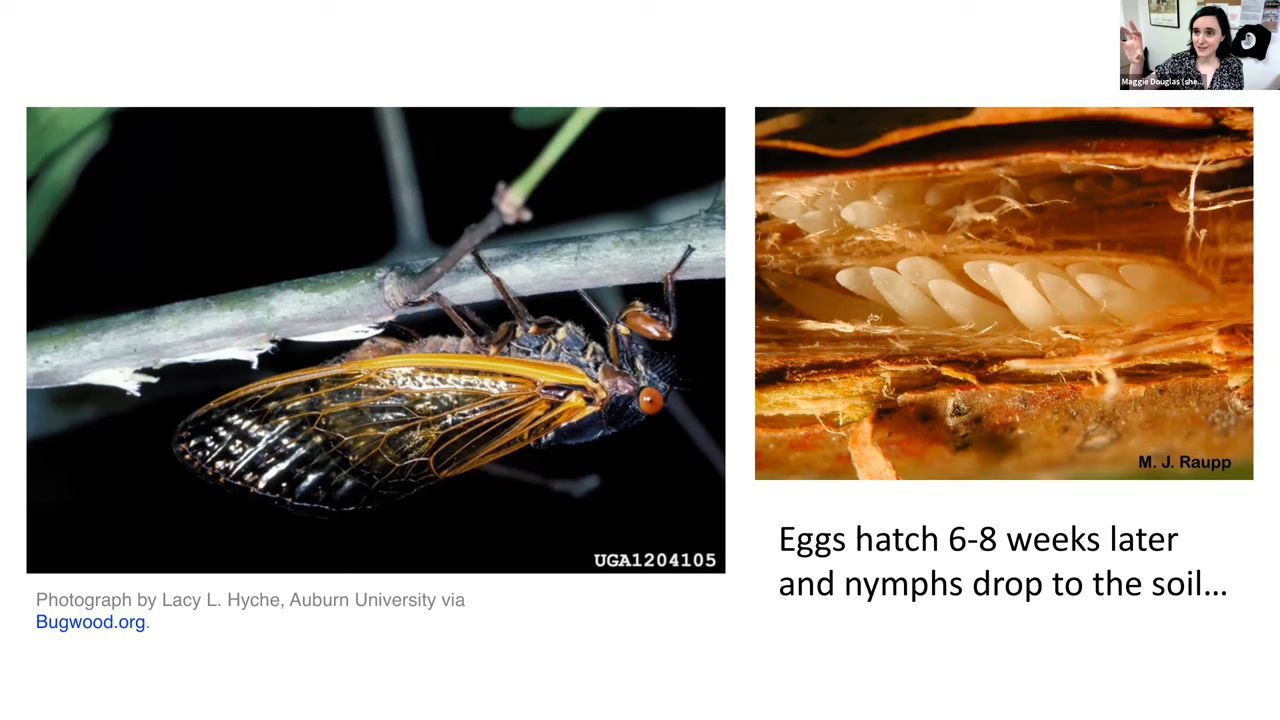 Maggie Douglas (she...
UGA1204105
Photograph by Lacy L. Hyche, Auburn University via
Bugwood.org.
M. J. Raupp
Eggs hatch 6-8 weeks later
and nymphs drop to the soil...